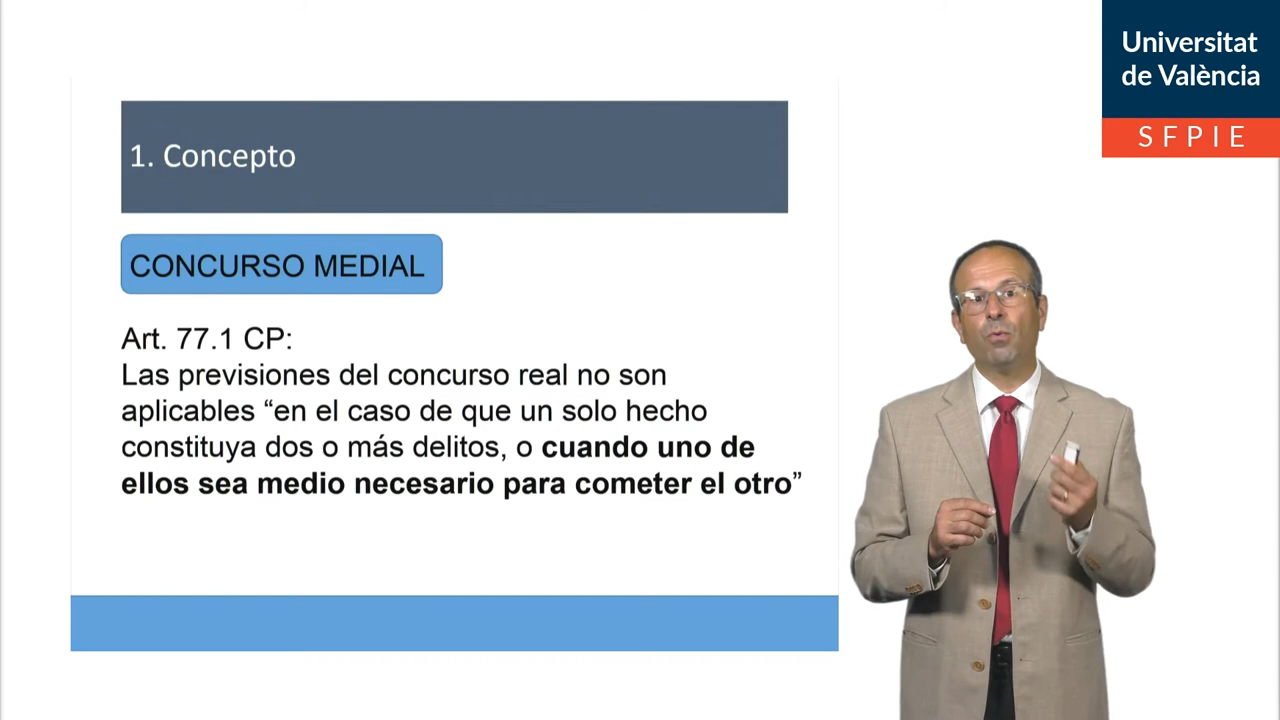 Universitat
de València
SFPIE
1. Concepto
CONCURSO MEDIAL
Art. 77.1 CP:
Las previsiones del concurso real no son
aplicables “en el caso de que un solo hecho
constituya dos o más delitos, o cuando uno de
ellos sea medio necesario para cometer el otro”